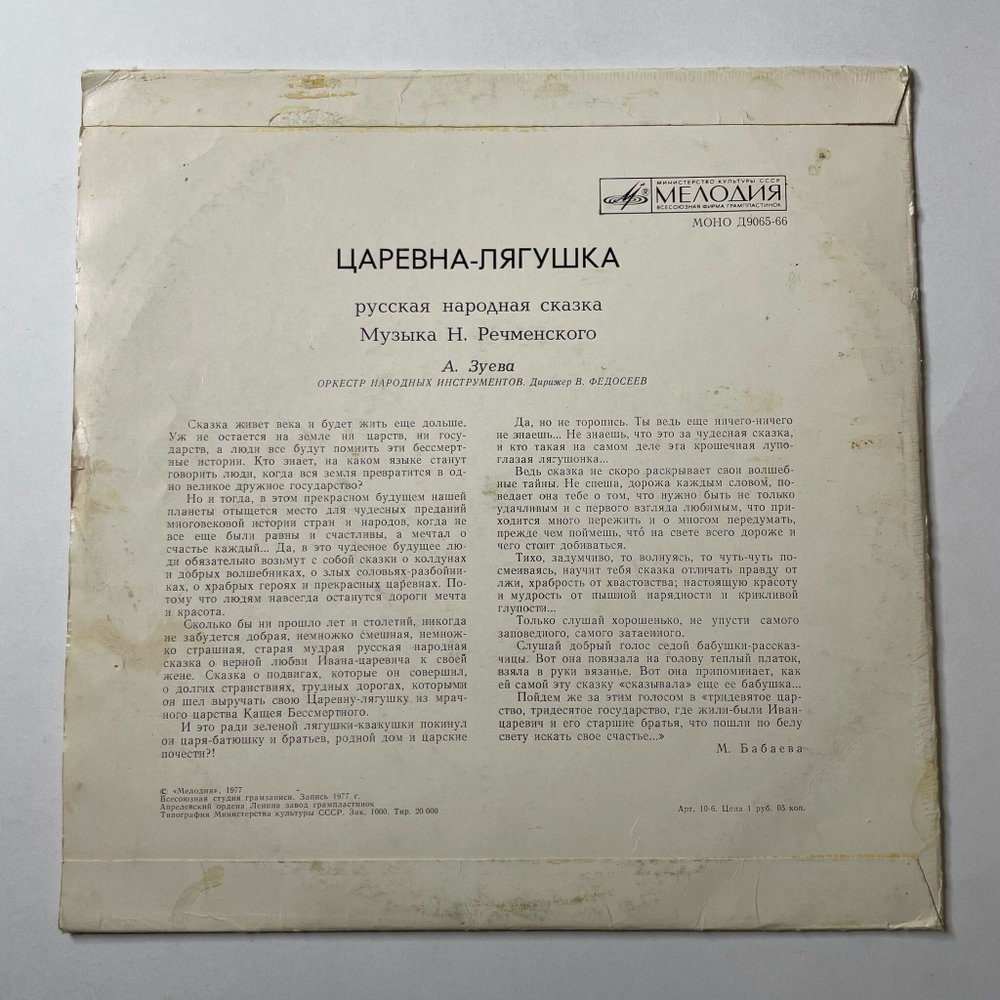 МИНИСТЕРСТВО КУЛЬТУРЫ СССР
МЕЛОДИЯ
ВСЕСОЮЗНАЯ ФИРМА ГРАМПЛАСТИНОК
МОНО Д9065-66
ЦАРЕВНА-ЛЯГУШКА
русская народная сказка
Музыка Н. Речменского
А. Зуева
ОРКЕСТР НАРОДНЫХ ИНСТРУМЕНТОВ. Дирижер В. ФЕДОСЕЕВ
Сказка живет века и будет жить еще дольше.
Уж не остается на земле ни царств, ни госу-
дарств, а люди все будут помнить эти бессмерт-
ные истории. Кто знает, на каком языке станут
говорить люди, когда вся земля превратится в од-
но великое дружное государство?
Но и тогда, в этом прекрасном будущем нашей
планеты отыщется место для чудесных преданий
многовековой истории стран и народов, когда не
все еще были равны и счастливы, а мечтал о
счастье каждый... Да, в это чудесное будущее лю-
ди обязательно возьмут с собой сказки о колдунах
и добрых волшебниках, о злых соловьях-разбойни-
ках, о храбрых героях и прекрасных царевнах. По-
тому что людям навсегда останутся дороги мечта
и красота.
Сколько бы ни прошло лет и столетий, никогда
не забудется добрая, немножко смешная, немнож-
ко страшная, старая мудрая русская народная
сказка о верной любви Ивана-царевича к своей
жене. Сказка о подвигах, которые он совершил,
о долгих странствиях, трудных дорогах, которыми
он шел выручать свою Царевну-лягушку из мрач-
ного царства Кащея Бессмертного.
И это ради зеленой лягушки-квакушки покинул
он царя-батюшку и братьев, родной дом и царские
почести?!
Да, но не торопись. Ты ведь еще ничего-ничего
не знаешь... Не знаешь, что это за чудесная сказка,
и кто такая на самом деле эта крошечная лупо-
глазая лягушонка...
Ведь сказка не скоро раскрывает свои волшеб-
ные тайны. Не спеша, дорожа каждым словом, по-
ведает она тебе о том, что нужно быть не только
удачливым и с первого взгляда любимым, что при-
ходится много пережить и о многом передумать,
прежде чем поймешь, что́ на свете всего дороже и
чего стоит добиваться.
Тихо, задумчиво, то волнуясь, то чуть-чуть по-
смеиваясь, научит тебя сказка отличать правду от
лжи, храбрость от хвастовства; настоящую красоту
и мудрость от пышной нарядности и крикливой
глупости...
Только слушай хорошенько, не упусти самого
заповедного, самого затаенного.
Слушай добрый голос седой бабушки-рассказ-
чицы. Вот она повязала на голову теплый платок,
взяла в руки вязанье. Вот она припоминает, как
ей самой эту сказку «сказывала» еще ее бабушка...
Пойдем же за этим голосом в «тридевятое цар-
ство, тридесятое государство, где жили-были Иван-
царевич и его старшие братья, что пошли по белу
свету искать свое счастье...»
М. Бабаева
© «Мелодия», 1977
Всесоюзная студия грамзаписи. Запись 1977 г.
Апрелевский ордена Ленина завод грампластинок
Типография Министерства культуры СССР. Зак. 1000. Тир. 20 000
Арт. 10-6. Цена 1 руб. 05 коп.